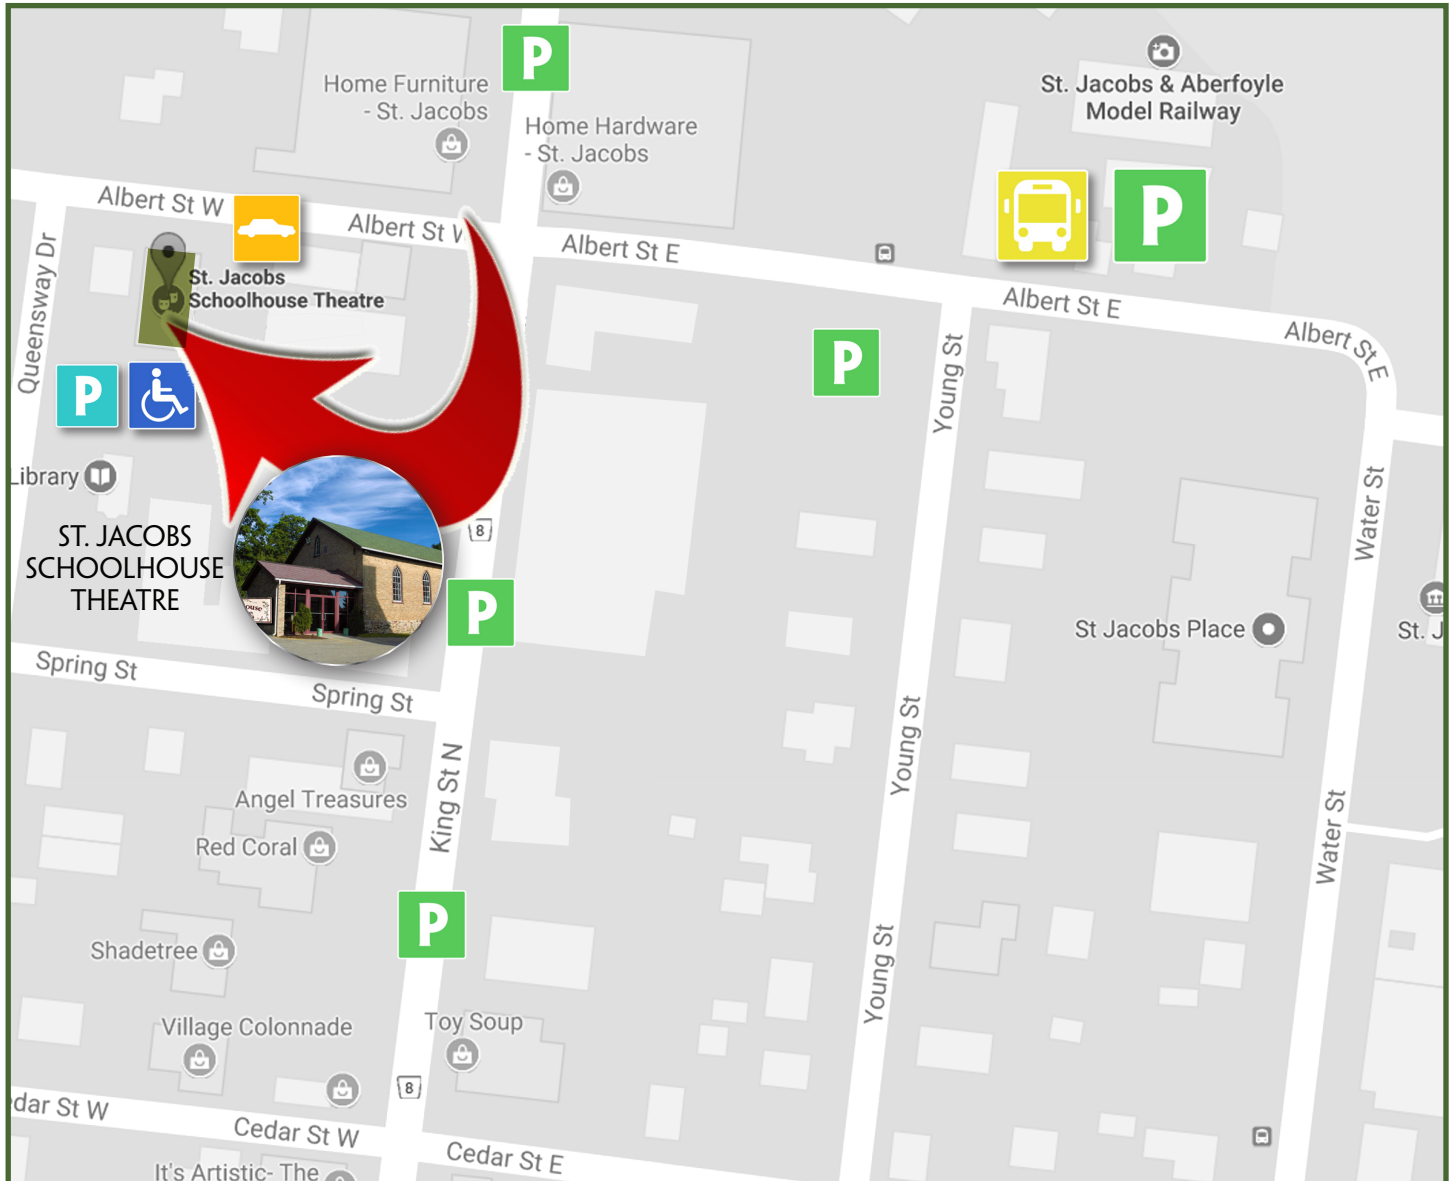 P
Home Furniture
- St. Jacobs
Home Hardware
- St. Jacobs
St. Jacobs & Aberfoyle
Model Railway
P
Albert St W
Albert St W
Albert St E
Albert St E
Albert St E
Queensway Dr
St. Jacobs
Schoolhouse Theatre
P
Young St
P
Library
ST. JACOBS
SCHOOLHOUSE
THEATRE
8
Water St
P
St Jacobs Place
St. J
Spring St
Spring St
Young St
King St N
Angel Treasures
Red Coral
Water St
P
Shadetree
Young St
Village Colonnade
Toy Soup
8
dar St W
Cedar St W
Cedar St E
It's Artistic- The